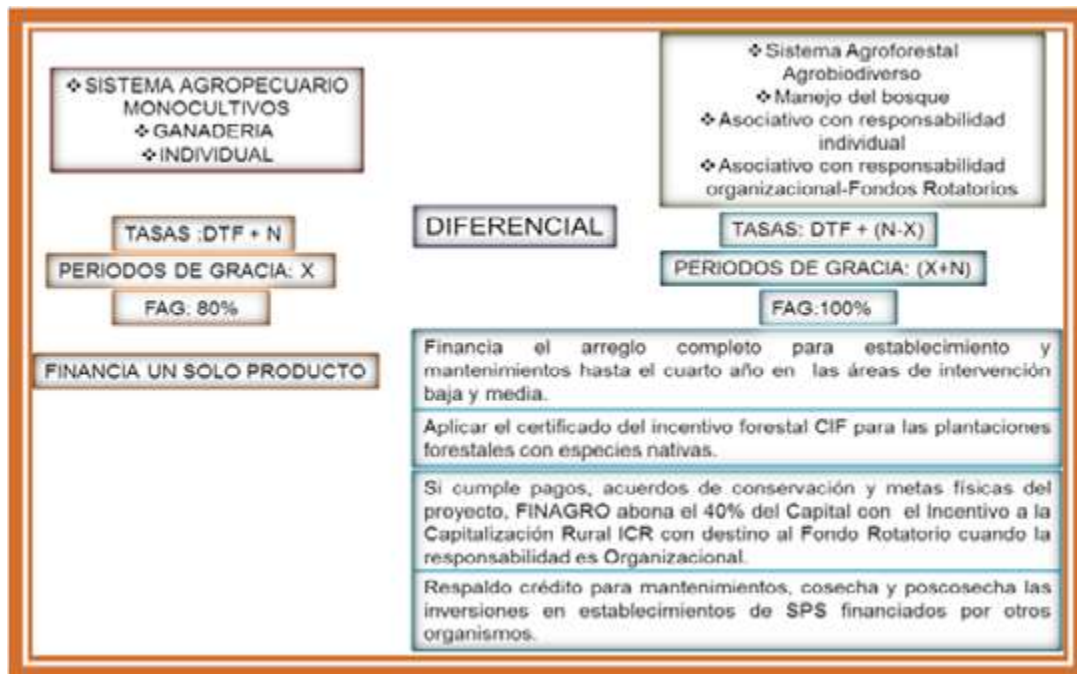 ❖SISTEMA AGROPECUARIO
MONOCULTIVOS
❖GANADERIA
❖INDIVIDUAL
❖Sistema Agroforestal
Agrobiodiverso
❖Manejo del bosque
❖Asociativo con responsabilidad
individual
❖Asociativo con responsabilidad
organizacional-Fondos Rotatorios
TASAS :DTF + N
DIFERENCIAL
TASAS: DTF + (N-X)
PERIODOS DE GRACIA: X
PERIODOS DE GRACIA: (X+N)
FAG: 80%
FAG:100%
FINANCIA UN SOLO PRODUCTO
Financia el arreglo completo para establecimiento y
mantenimientos hasta el cuarto año en las áreas de intervención
baja y media.
Aplicar el certificado del incentivo forestal CIF para las plantaciones
forestales con especies nativas.
Si cumple pagos, acuerdos de conservación y metas físicas del
proyecto, FINAGRO abona el 40% del Capital con el Incentivo a la
Capitalización Rural ICR con destino al Fondo Rotatorio cuando la
responsabilidad es Organizacional.
Respaldo crédito para mantenimientos, cosecha y poscosecha las
inversiones en establecimientos de SPS financiados por otros
organismos.